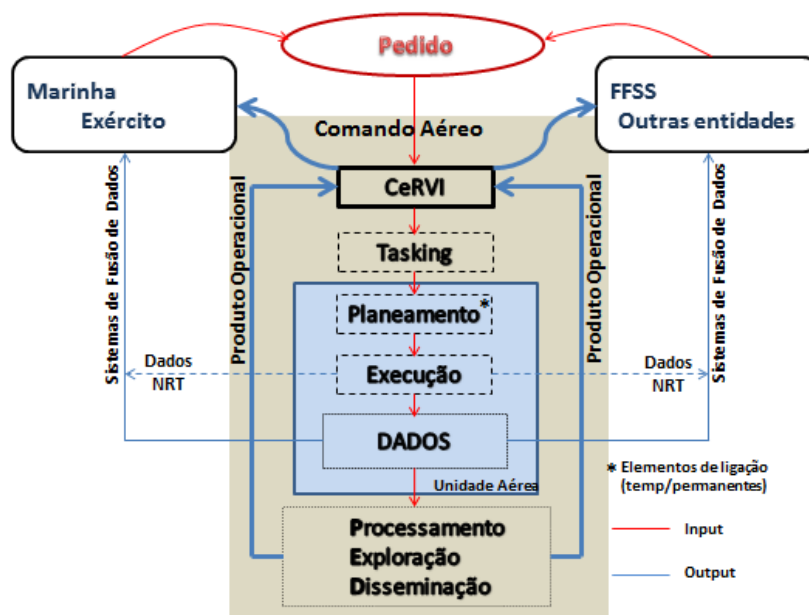 Pedido
Marinha
Exército
FFSS
Outras entidades
Comando Aéreo
CeRVI
Tasking
Planeamento*
Execução
DADOS
Unidade Aérea
Processamento
Exploração
Disseminação
Sistemas de Fusão de Dados
Produto Operacional
Dados
NRT
Produto Operacional
Sistemas de Fusão de Dados
Dados
NRT
* Elementos de ligação
(temp/permanentes)
Input
Output